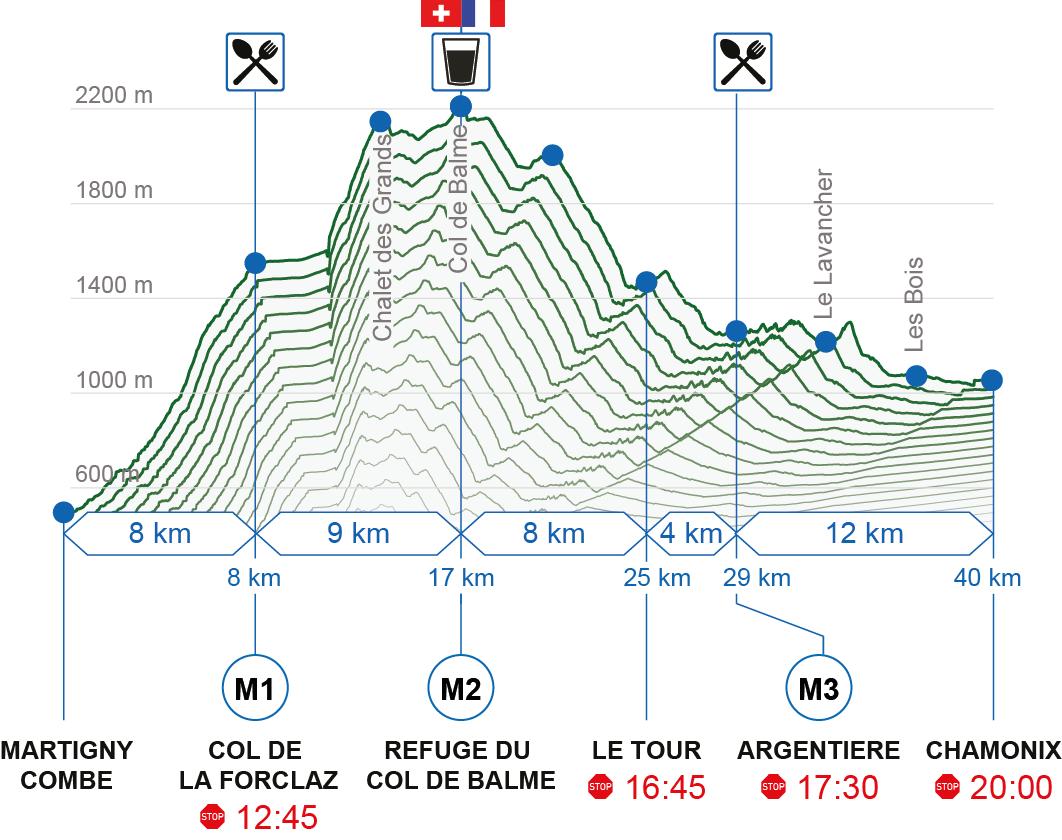 2200 m
1800 m
1400 m
1000 m
600 m
Chalet des Grands
Col de Balme
Le Lavancher
Les Bois
8 km
9 km
8 km
4 km
12 km
8 km
17 km
25 km
29 km
40 km
M1
M2
M3
MARTIGNY
COMBE
COL DE
LA FORCLAZ
STOP 12:45
REFUGE DU
COL DE BALME
LE TOUR
STOP 16:45
ARGENTIERE
STOP 17:30
CHAMONIX
STOP 20:00